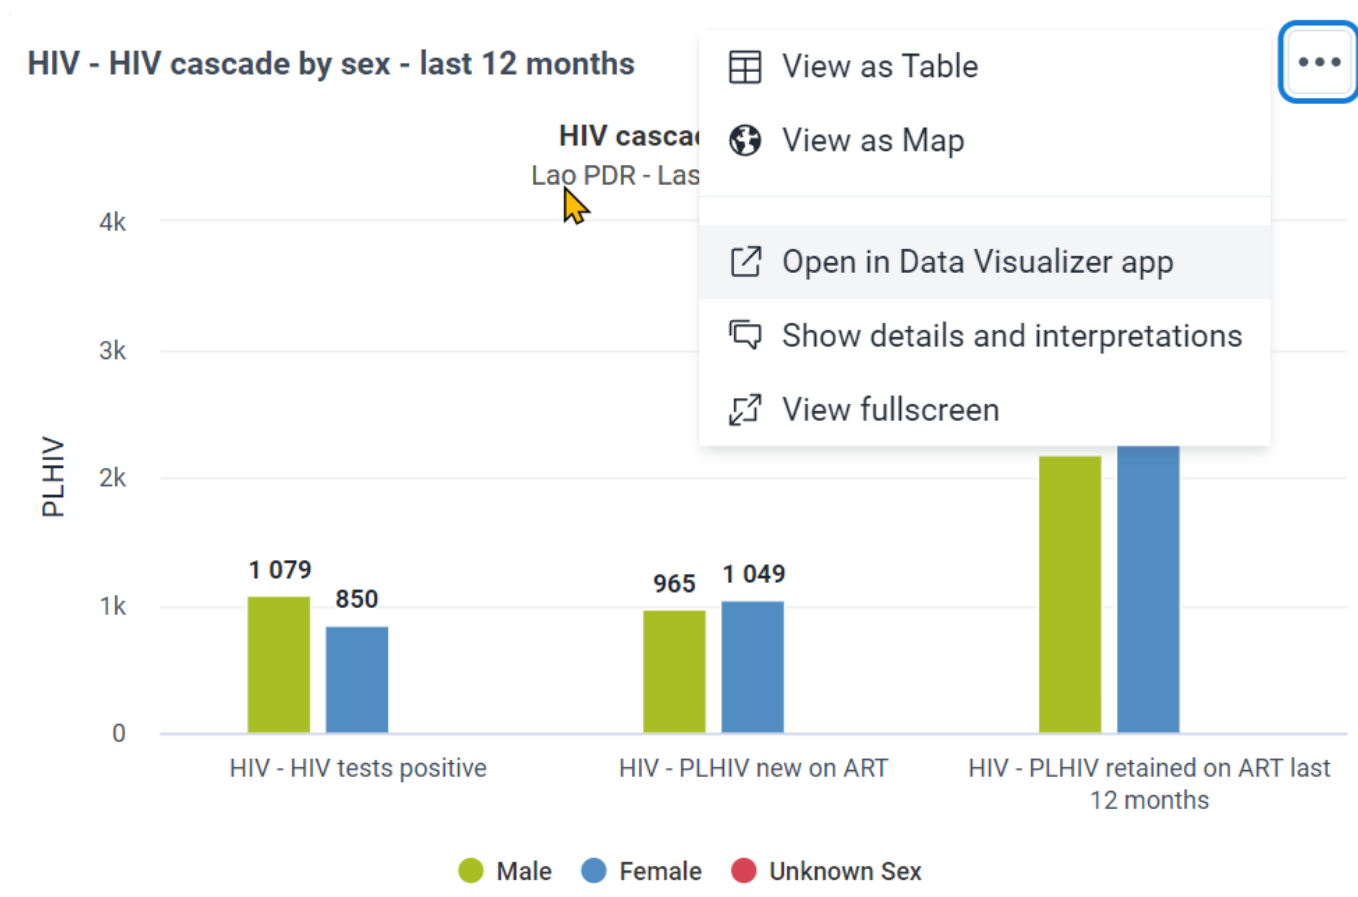 HIV - HIV cascade by sex - last 12 months
View as Table
View as Map
Open in Data Visualizer app
Show details and interpretations
View fullscreen
HIV
Lao PDR -
4k
3k
2k
1k
0
PLHIV
1 079
850
965
1 049
HIV - HIV tests positive
HIV - PLHIV new on ART
HIV - PLHIV retained on ART last
12 months
Male
Female
Unknown Sex